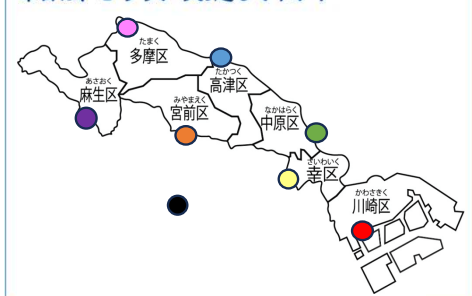 たまく
多摩区
たかつく
高津区
あさおく
麻生区
みやまえく
宮前区
なかはらく
中原区
さいわいく
幸区
かわさきく
川崎区